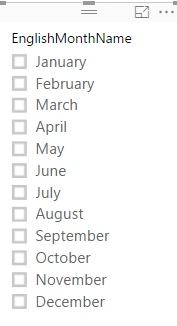 EnglishMonthName
January
February
March
April
May
June
July
August
September
October
November
December